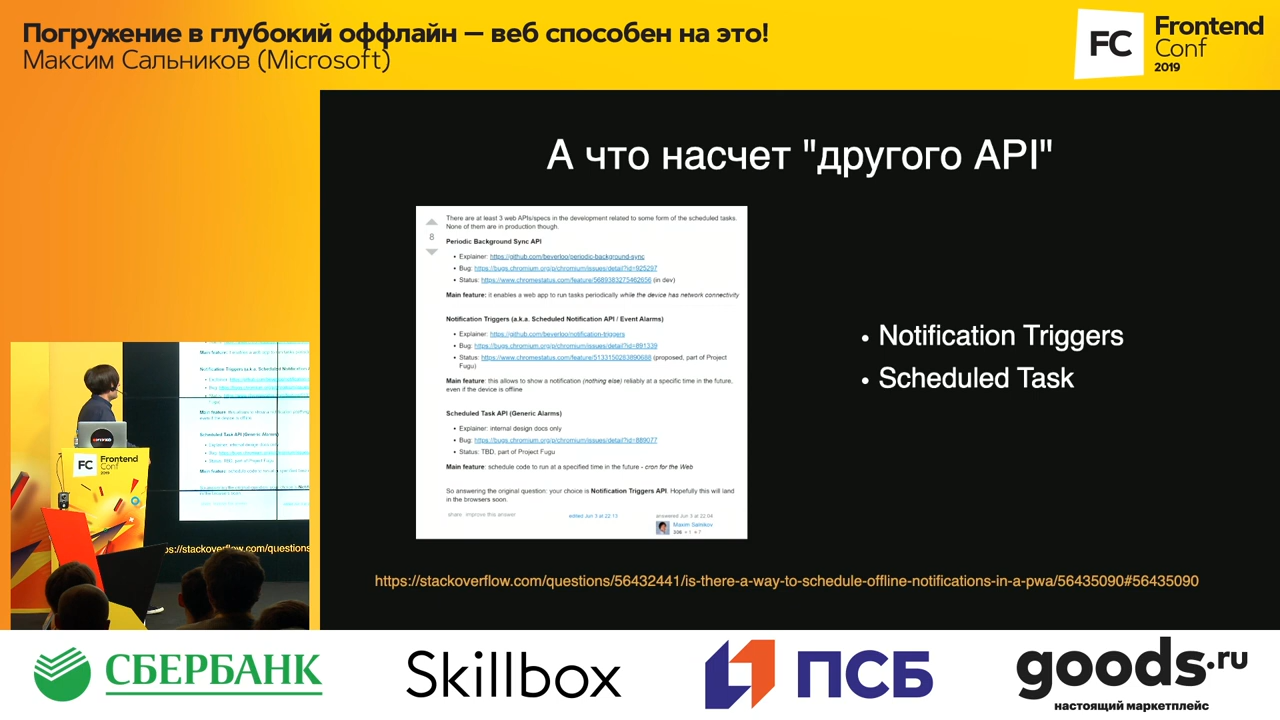 Погружение в глубокий оффлайн — веб способен на это!
Максим Сальников (Microsoft)
FC
Frontend
Conf
2019
А что насчет "другого API"
There are at least 3 web APIs/specs in the development related to some form of the scheduled tasks.
None of them are in production though.
8
Periodic Background Sync API
• Explainer: https://github.com/beverloo/periodic-background-sync
• Bug: https://bugs.chromium.org/p/chromium/issues/detail?id=925297
• Status: https://www.chromestatus.com/feature/5689383275462656 (in dev)
Main feature: it enables a web app to run tasks periodically while the device has network connectivity
Notification Triggers (a.k.a. Scheduled Notification API / Event Alarms)
• Explainer: https://github.com/beverloo/notification-triggers
• Bug: https://bugs.chromium.org/p/chromium/issues/detail?id=891339
• Status: https://www.chromestatus.com/feature/5133150283890688 (proposed, part of Project
Fugu)
Main feature: this allows to show a notification (nothing else) reliably at a specific time in the future,
even if the device is offline
Scheduled Task API (Generic Alarms)
• Explainer: internal design docs only
• Bug: https://bugs.chromium.org/p/chromium/issues/detail?id=889077
• Status: TBD, part of Project Fugu
Main feature: schedule code to run at a specified time in the future - cron for the Web
So answering the original question: your choice is Notification Triggers API. Hopefully this will land
in the browsers soon.
share improve this answer
edited Jun 3 at 22:13
answered Jun 3 at 22:04
Maxim Salnikov
• Notification Triggers
• Scheduled Task
https://stackoverflow.com/questions/56432441/is-there-a-way-to-schedule-offline-notifications-in-a-pwa/56435090#56435090
FC
Frontend
Conf
2019
ps://stackoverflow.com/questions
СБЕРБАНК
Skillbox
ПСБ
goods.ru
настоящий маркетплейс